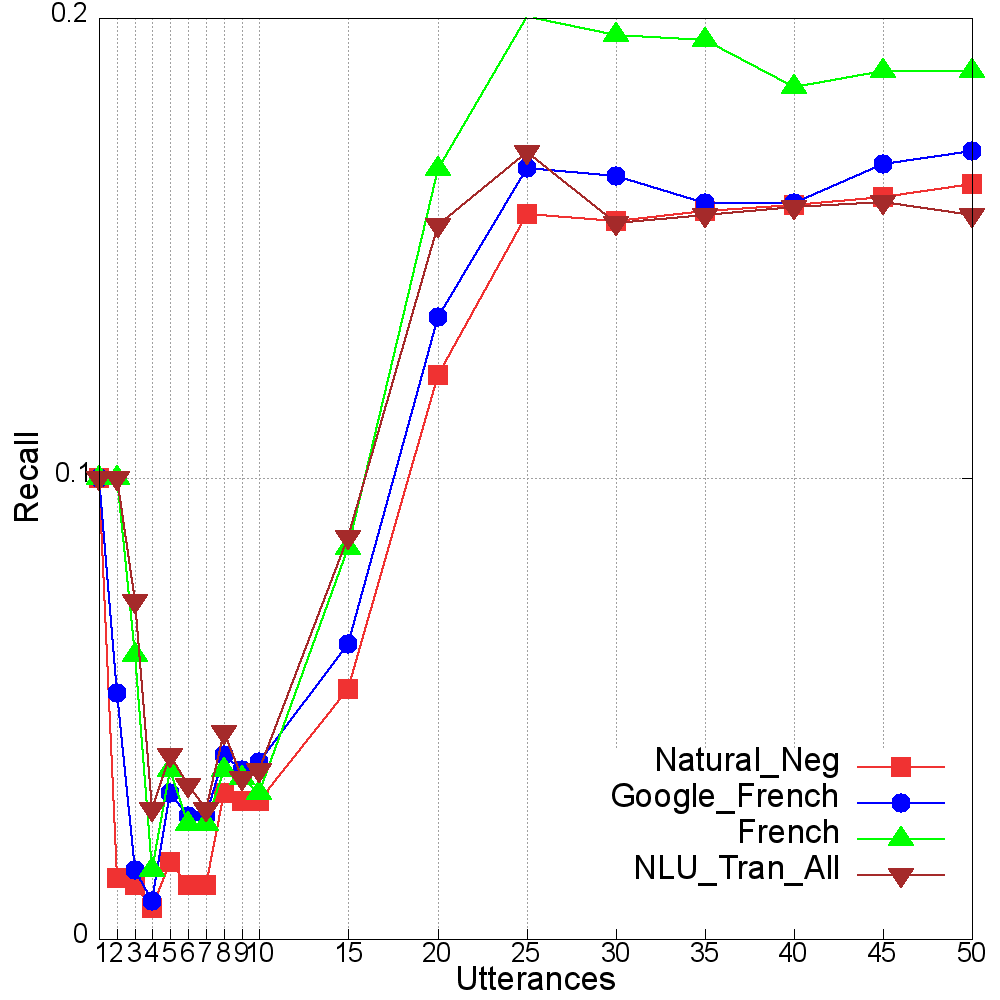 0.2
0.1
0
Recall
Natural_Neg
Google_French
French
NLU_Tran_All
1 2 3 4 5 6 7 8 9 10 15 20 25 30 35 40 45 50
Utterances